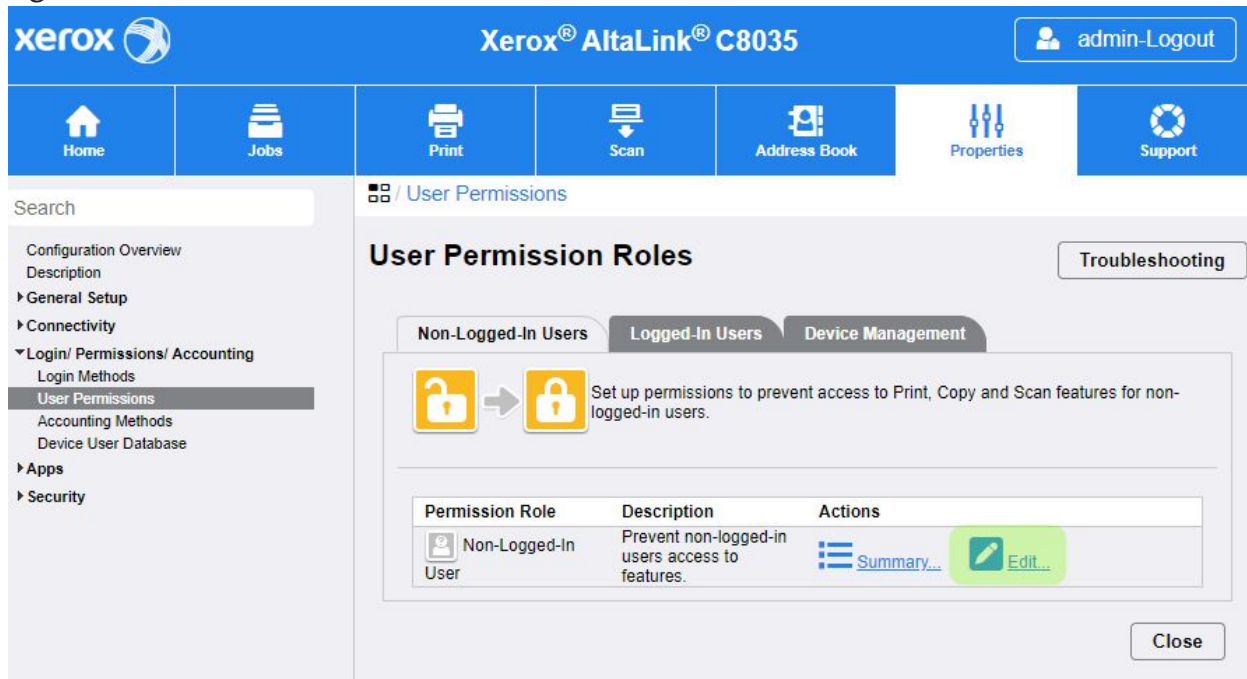 xerox
Xerox® AltaLink® C8035
admin-Logout
Home
Jobs
Print
Scan
Address Book
Properties
Support
Search
Configuration Overview
Description
General Setup
Connectivity
Login/ Permissions/ Accounting
Login Methods
User Permissions
Accounting Methods
Device User Database
Apps
Security
/ User Permissions
User Permission Roles
Troubleshooting
Non-Logged-In Users
Logged-In Users
Device Management
Set up permissions to prevent access to Print, Copy and Scan features for non-
logged-in users.
Permission Role
Description
Actions
Non-Logged-In
User
Prevent non-logged-in
users access to
features.
Summary...
Edit...
Close